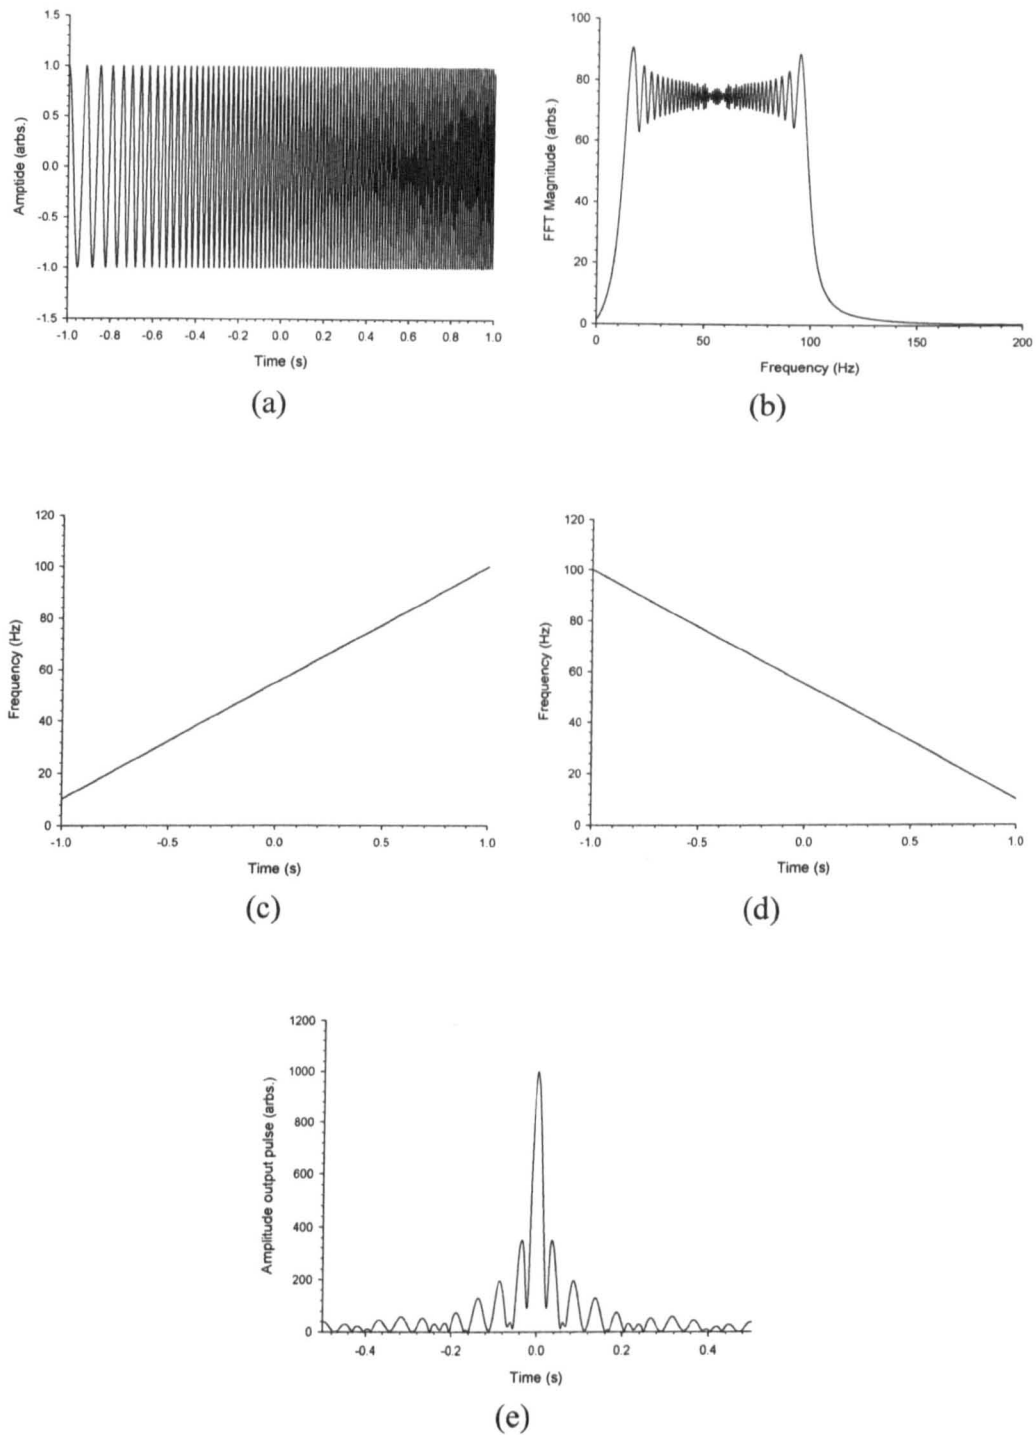 1.5
1.0
0.5
0.0
-0.5
-1.0
-1.5
Amptide (arbs.)
-1.0 -0.8 -0.6 -0.4 -0.2 0.0 0.2 0.4 0.6 0.8 1.0
Time (s)
(a)
100
80
60
40
20
0
FFT Magnitude (arbs.)
0 50 100 150 200
Frequency (Hz)
(b)
120
100
80
60
40
20
0
Frequency (Hz)
-1.0 -0.5 0.0 0.5 1.0
Time (s)
(c)
120
100
80
60
40
20
0
Frequency (Hz)
-1.0 -0.5 0.0 0.5 1.0
Time (s)
(d)
1200
1000
800
600
400
200
0
Amplitude output pulse (arbs.)
-0.4 -0.2 0.0 0.2 0.4
Time (s)
(e)